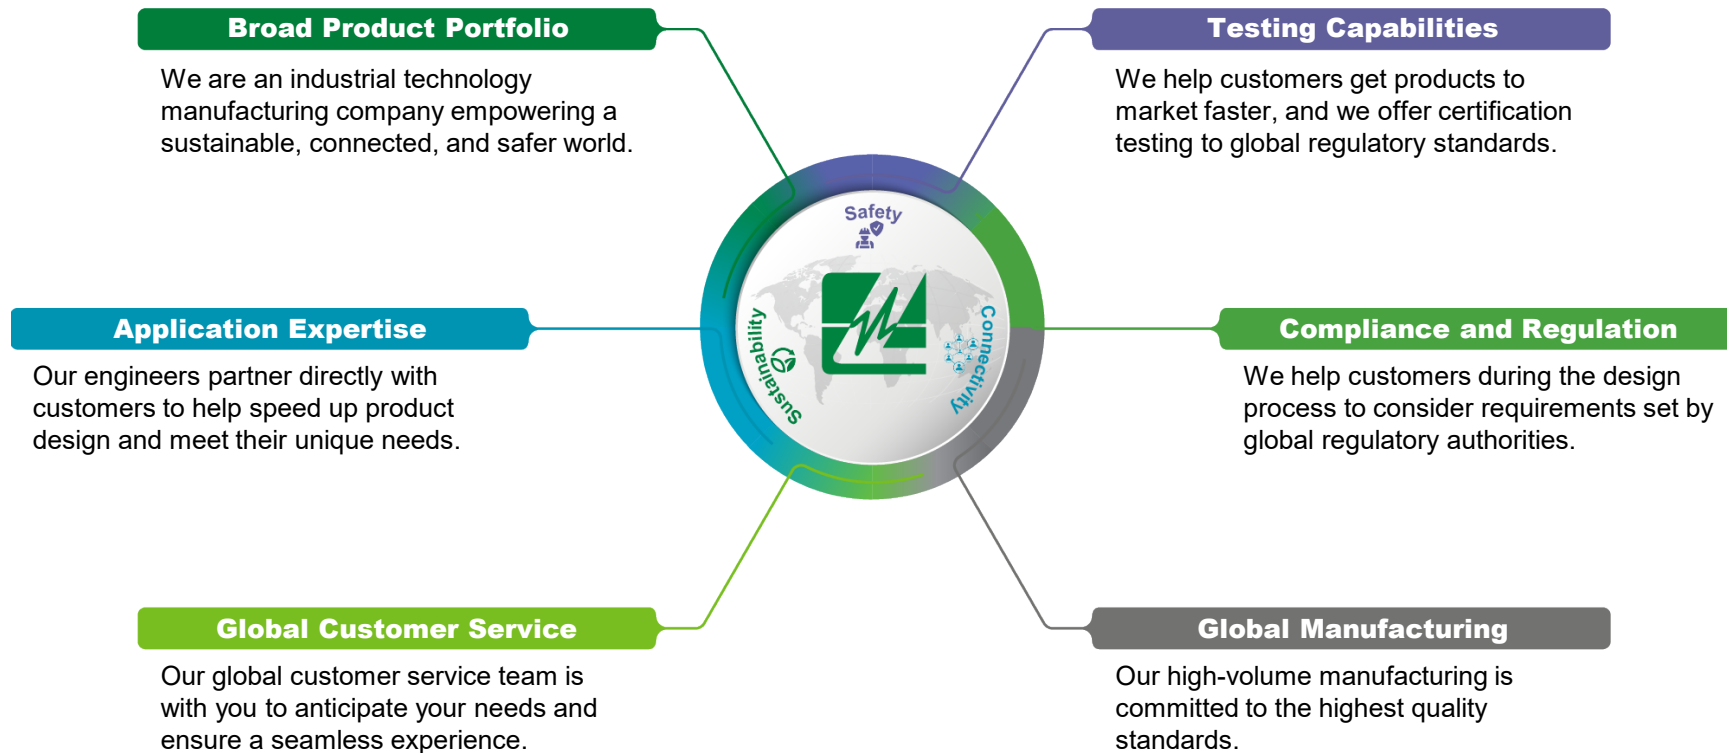 Broad Product Portfolio
We are an industrial technology
manufacturing company empowering a
sustainable, connected, and safer world.
Testing Capabilities
We help customers get products to
market faster, and we offer certification
testing to global regulatory standards.
Safety
Sustainability
Connectivity
Application Expertise
Our engineers partner directly with
customers to help speed up product
design and meet their unique needs.
Compliance and Regulation
We help customers during the design
process to consider requirements set by
global regulatory authorities.
Global Customer Service
Our global customer service team is
with you to anticipate your needs and
ensure a seamless experience.
Global Manufacturing
Our high-volume manufacturing is
committed to the highest quality
standards.